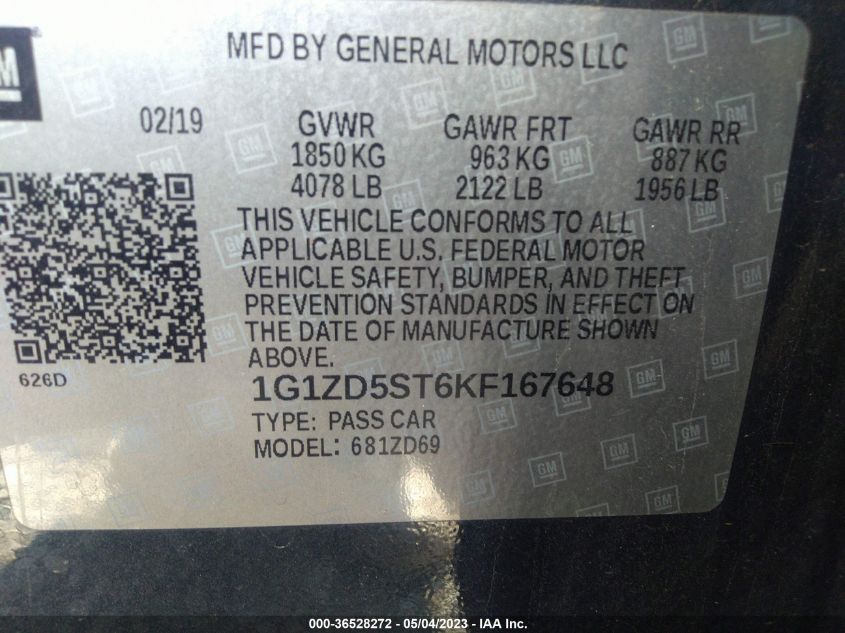 GM
MFD BY GENERAL MOTORS LLC
02/19 GVWR GAWR FRT GAWR RR
1850 KG 963 KG 887 KG
4078 LB 2122 LB 1956 LB
THIS VEHICLE CONFORMS TO ALL
APPLICABLE U.S. FEDERAL MOTOR
VEHICLE SAFETY, BUMPER, AND THEFT
PREVENTION STANDARDS IN EFFECT ON
THE DATE OF MANUFACTURE SHOWN
ABOVE.
626D
1G1ZD5ST6KF167648
TYPE: PASS CAR
MODEL: 681ZD69
000-36528272 - 05/04/2023 - IAA Inc.